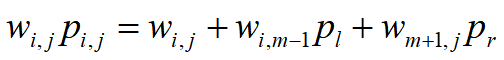 w_{i,j} p_{i,j} = w_{i,j} + w_{i,m-1} p_l + w_{m+1,j} p_r